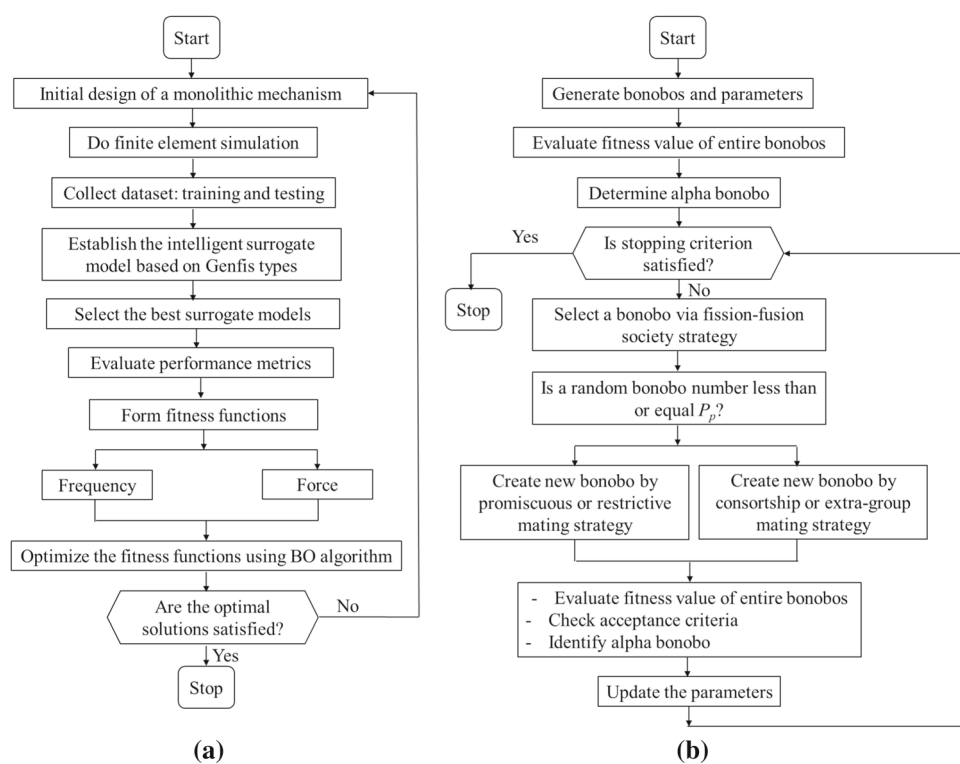 Start
Initial design of a monolithic mechanism
Do finite element simulation
Collect dataset: training and testing
Establish the intelligent surrogate
model based on Genfis types
Select the best surrogate models
Evaluate performance metrics
Form fitness functions
Frequency
Force
Optimize the fitness functions using BO algorithm
Are the optimal
solutions satisfied?
No
Yes
Stop
(a)
Start
Generate bonobos and parameters
Evaluate fitness value of entire bonobos
Determine alpha bonobo
Yes
Is stopping criterion
satisfied?
Stop
No
Select a bonobo via fission-fusion
society strategy
Is a random bonobo number less than
or equal Pp?
Create new bonobo by
promiscuous or restrictive
mating strategy
Create new bonobo by
consortship or extra-group
mating strategy
- Evaluate fitness value of entire bonobos
- Check acceptance criteria
- Identify alpha bonobo
Update the parameters
(b)